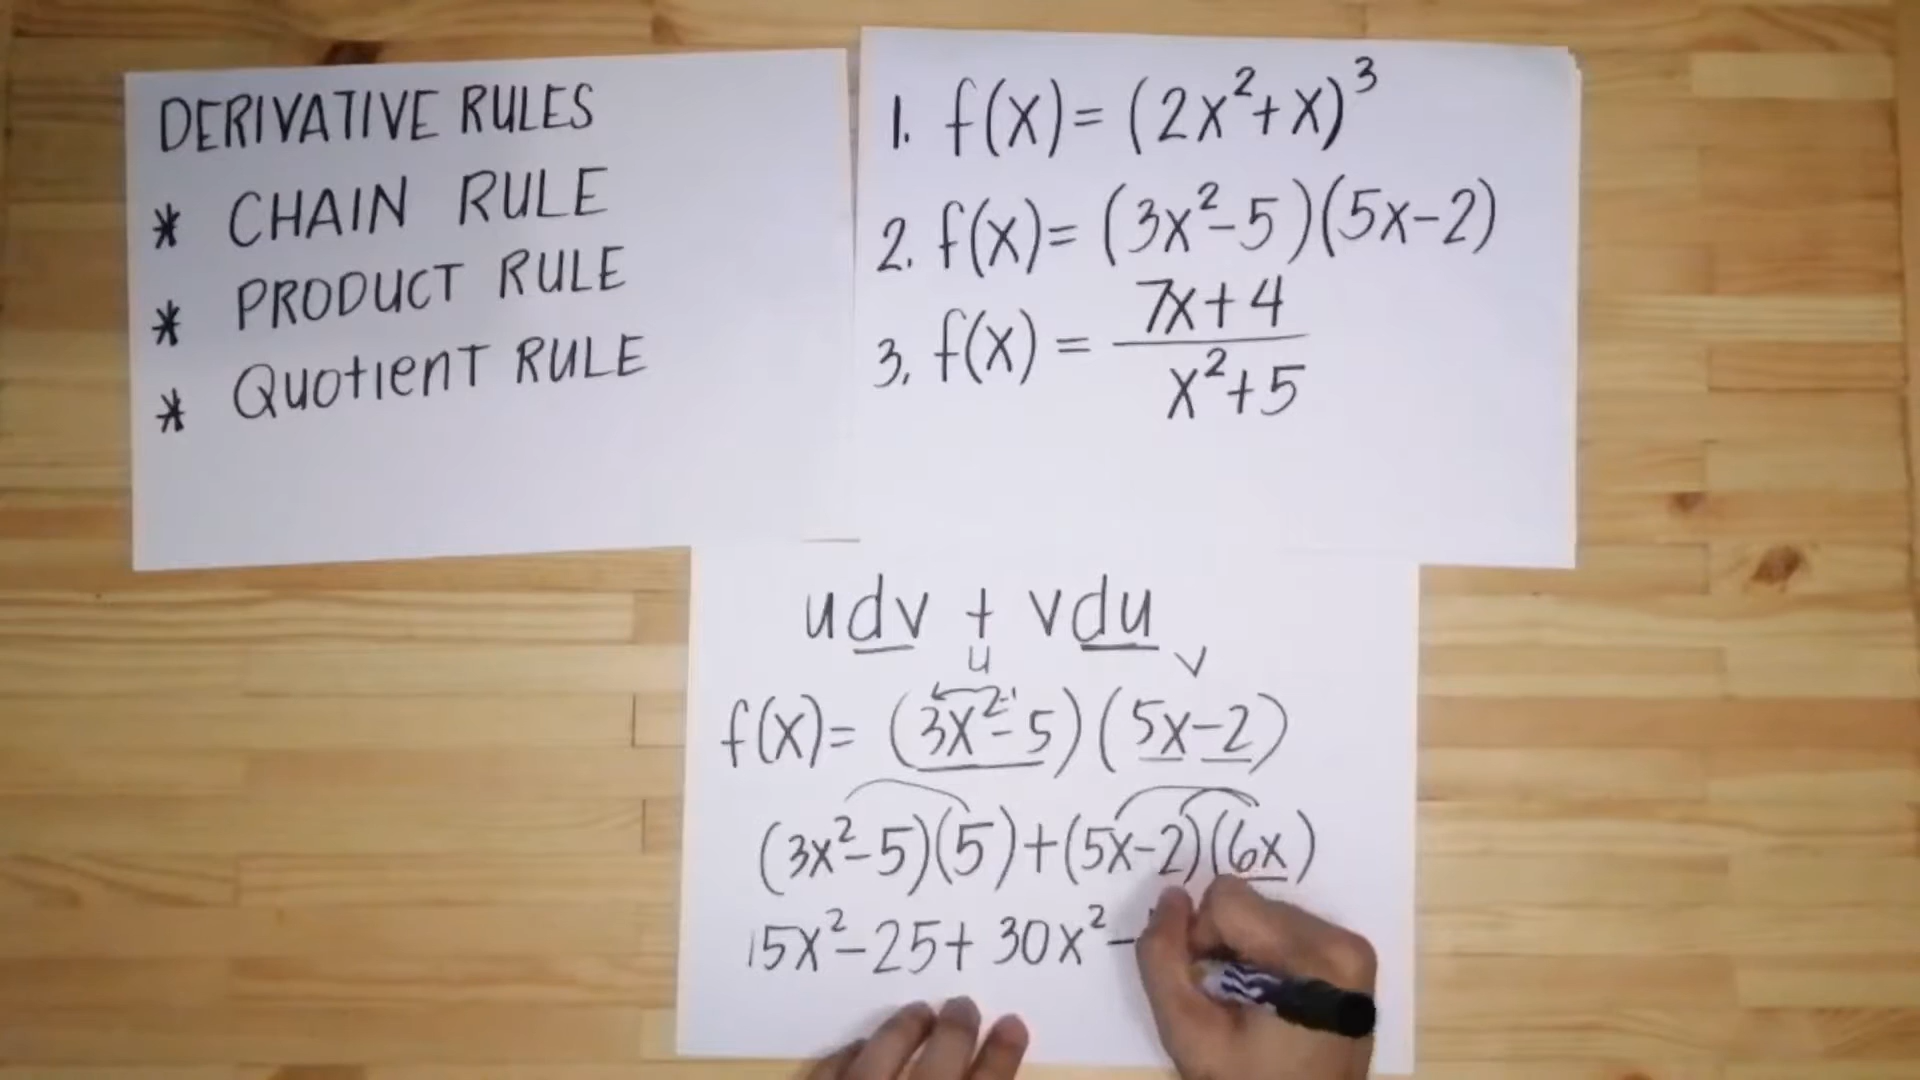 DERIVATIVE RULES
* CHAIN RULE
* PRODUCT RULE
* Quotient RULE
1. f(x) = (2x²+x)³
2. f(x) = (3x²-5)(5x-2)
3. f(x) = 7x+4
x²+5
udv + vdu
u v
f(x) = (3x²⁻¹-5)(5x-2)
(3x²-5)(5)+(5x-2)(6x)
15x²-25+30x²-